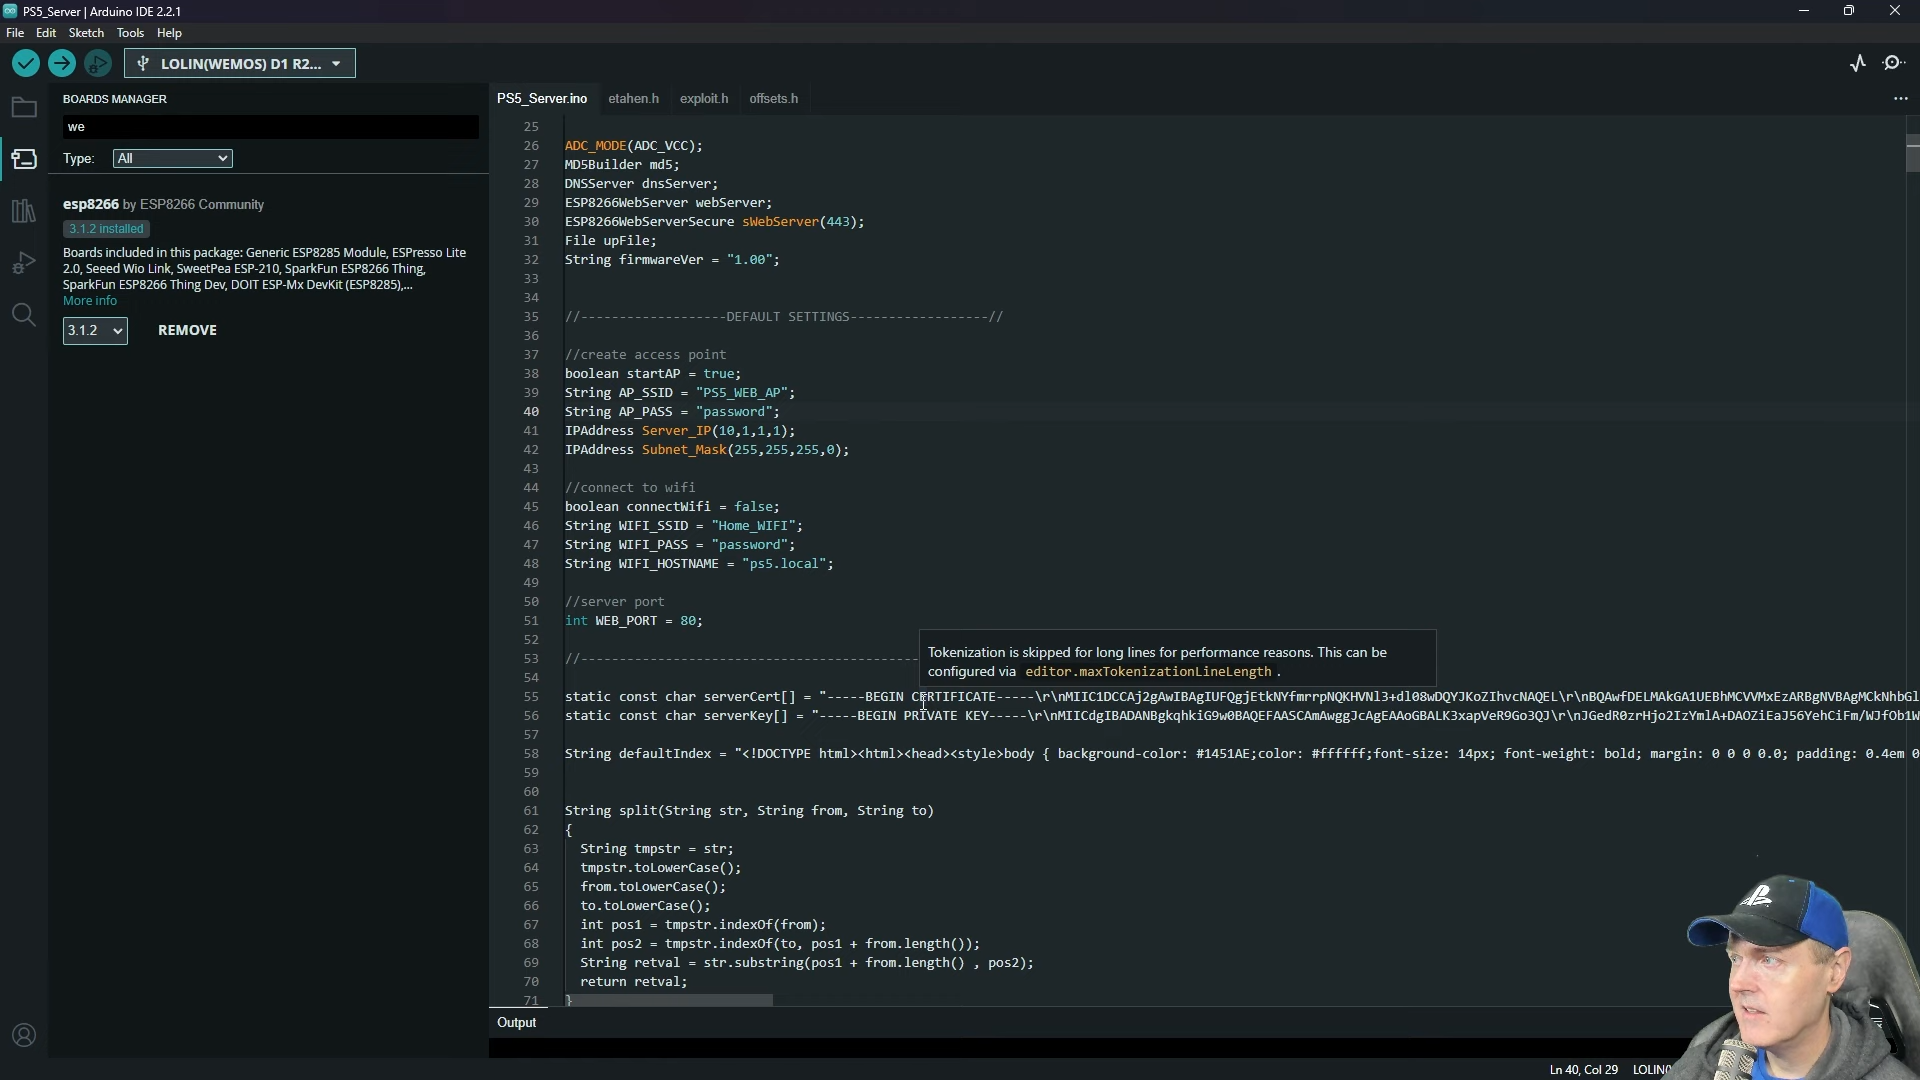 PS5_Server | Arduino IDE 2.2.1
File Edit Sketch Tools Help
LOLIN(WEMOS) D1 R2...
BOARDS MANAGER
we
Type: All
esp8266 by ESP8266 Community
3.1.2 installed
Boards included in this package: Generic ESP8285 Module, ESPresso Lite
2.0, Seeed Wio Link, SweetPea ESP-210, SparkFun ESP8266 Thing,
SparkFun ESP8266 Thing Dev, DOIT ESP-Mx DevKit (ESP8285),...
More info
3.1.2 REMOVE
PS5_Server.ino etahen.h exploit.h offsets.h ...
25
26 ADC_MODE(ADC_VCC);
27 MD5Builder md5;
28 DNSServer dnsServer;
29 ESP8266WebServer webServer;
30 ESP8266WebServerSecure sWebServer(443);
31 File upFile;
32 String firmwareVer = "1.00";
33
34
35 //-------------------DEFAULT SETTINGS------------------//
36
37 //create access point
38 boolean startAP = true;
39 String AP_SSID = "PS5_WEB_AP";
40 String AP_PASS = "password";
41 IPAddress Server_IP(10,1,1,1);
42 IPAddress Subnet_Mask(255,255,255,0);
43
44 //connect to wifi
45 boolean connectWifi = false;
46 String WIFI_SSID = "Home_WIFI";
47 String WIFI_PASS = "password";
48 String WIFI_HOSTNAME = "ps5.local";
49
50 //server port
51 int WEB_PORT = 80;
52
Tokenization is skipped for long lines for performance reasons. This can be
configured via editor.maxTokenizationLineLength .
53 //--------------------------------------------
54
55 static const char serverCert[] = "-----BEGIN CERTIFICATE-----\r\nMIIC1DCCAj2gAwIBAgIUFQgjEtkNYfmrrpNQKHVNl3+dl08wDQYJKoZIhvcNAQEL\r\nBQAwfDELMAkGA1UEBhMCVVMxEzARBgNVBAgMCkNhbGl
56 static const char serverKey[] = "-----BEGIN PRIVATE KEY-----\r\nMIICdgIBADANBgkqhkiG9w0BAQEFAASCAmAwggJcAgEAAoGBALK3xapVeR9Go3QJ\r\nJGedR0zrHjo2IzYmlA+DAOZiEaJ56YehCiFm/WJfOb1W
57
58 String defaultIndex = "<!DOCTYPE html><html><head><style>body { background-color: #1451AE;color: #ffffff;font-size: 14px; font-weight: bold; margin: 0 0 0 0.0; padding: 0.4em 0
59
60
61 String split(String str, String from, String to)
62 {
63 String tmpstr = str;
64 tmpstr.toLowerCase();
65 from.toLowerCase();
66 to.toLowerCase();
67 int pos1 = tmpstr.indexOf(from);
68 int pos2 = tmpstr.indexOf(to, pos1 + from.length());
69 String retval = str.substring(pos1 + from.length() , pos2);
70 return retval;
71 }
Output
Ln 40, Col 29 LOLIN(